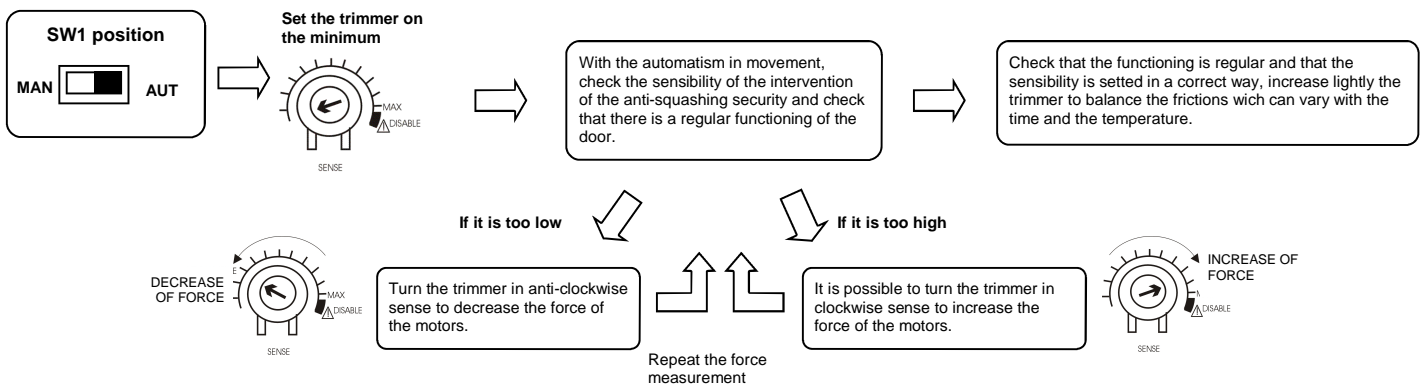 SW1 position
MAN
AUT
Set the trimmer on
the minimum
MAX
DISABLE
SENSE
With the automatism in movement,
check the sensibility of the intervention
of the anti-squashing security and check
that there is a regular functioning of the
door.
Check that the functioning is regular and that the
sensibility is setted in a correct way, increase lightly the
trimmer to balance the frictions wich can vary with the
time and the temperature.
If it is too low
If it is too high
DECREASE
OF FORCE
E
MAX
DISABLE
SENSE
Turn the trimmer in anti-clockwise
sense to decrease the force of
the motors.
Repeat the force
measurement
It is possible to turn the trimmer in
clockwise sense to increase the
force of the motors.
INCREASE OF
FORCE
DISABLE
SENSE